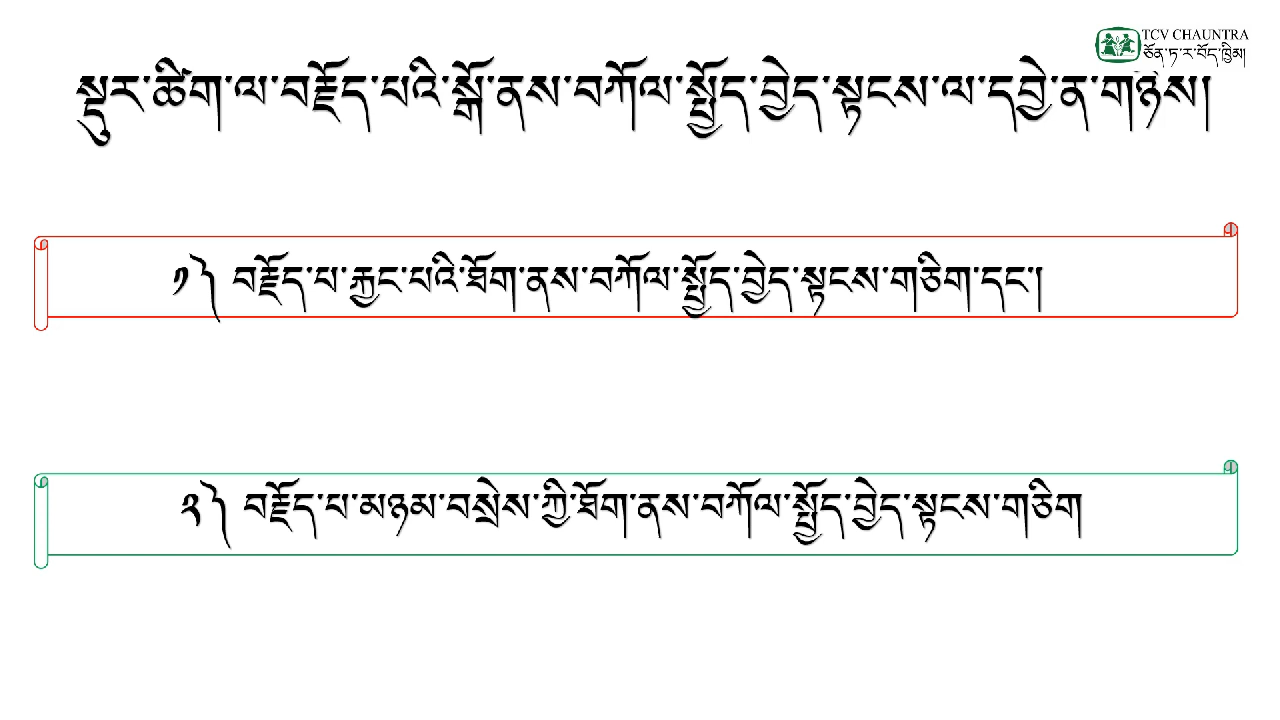 TCV CHAUNTRA
ཙོན་ཏ་ར་བོད་ཁྱིམ།
སྡུར་ཚིག་ལ་བརྗོད་པའི་སྒོ་ནས་བཀོལ་སྤྱོད་བྱེད་སྟངས་ལ་དབྱེ་ན་གཉིས།
༡༽ བརྗོད་པ་རྐྱང་པའི་ཐོག་ནས་བཀོལ་སྤྱོད་བྱེད་སྟངས་གཅིག་དང་།
༢༽ བརྗོད་པ་མཉམ་བསྲེས་ཀྱི་ཐོག་ནས་བཀོལ་སྤྱོད་བྱེད་སྟངས་གཅིག